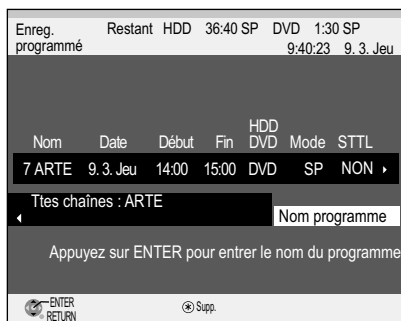 Enreg. Restant HDD 36:40 SP DVD 1:30 SP
programmé 9:40:23 9. 3. Jeu
HDD
Nom Date Début Fin DVD Mode STTL
7 ARTE 9. 3. Jeu 14:00 15:00 DVD SP NON
Ttes chaînes : ARTE
Nom programme
Appuyez sur ENTER pour entrer le nom du programme
ENTER
RETURN
Supp.